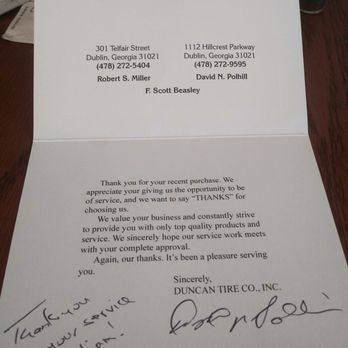 301 Telfair Street
Dublin, Georgia 31021
(478) 272-5404
Robert S. Miller
1112 Hillcrest Parkway
Dublin, Georgia 31021
(478) 272-9595
David N. Polhill
F. Scott Beasley
Thank you for your recent purchase. We
appreciate your giving us the opportunity to be
of service, and we want to say "THANKS" for
choosing us.
We value your business and constantly strive
to provide you with only top quality products and
service. We sincerely hope our service work meets
with your complete approval.
Again, our thanks. It's been a pleasure serving
you.
Sincerely,
DUNCAN TIRE CO., INC.
Thank you
your service